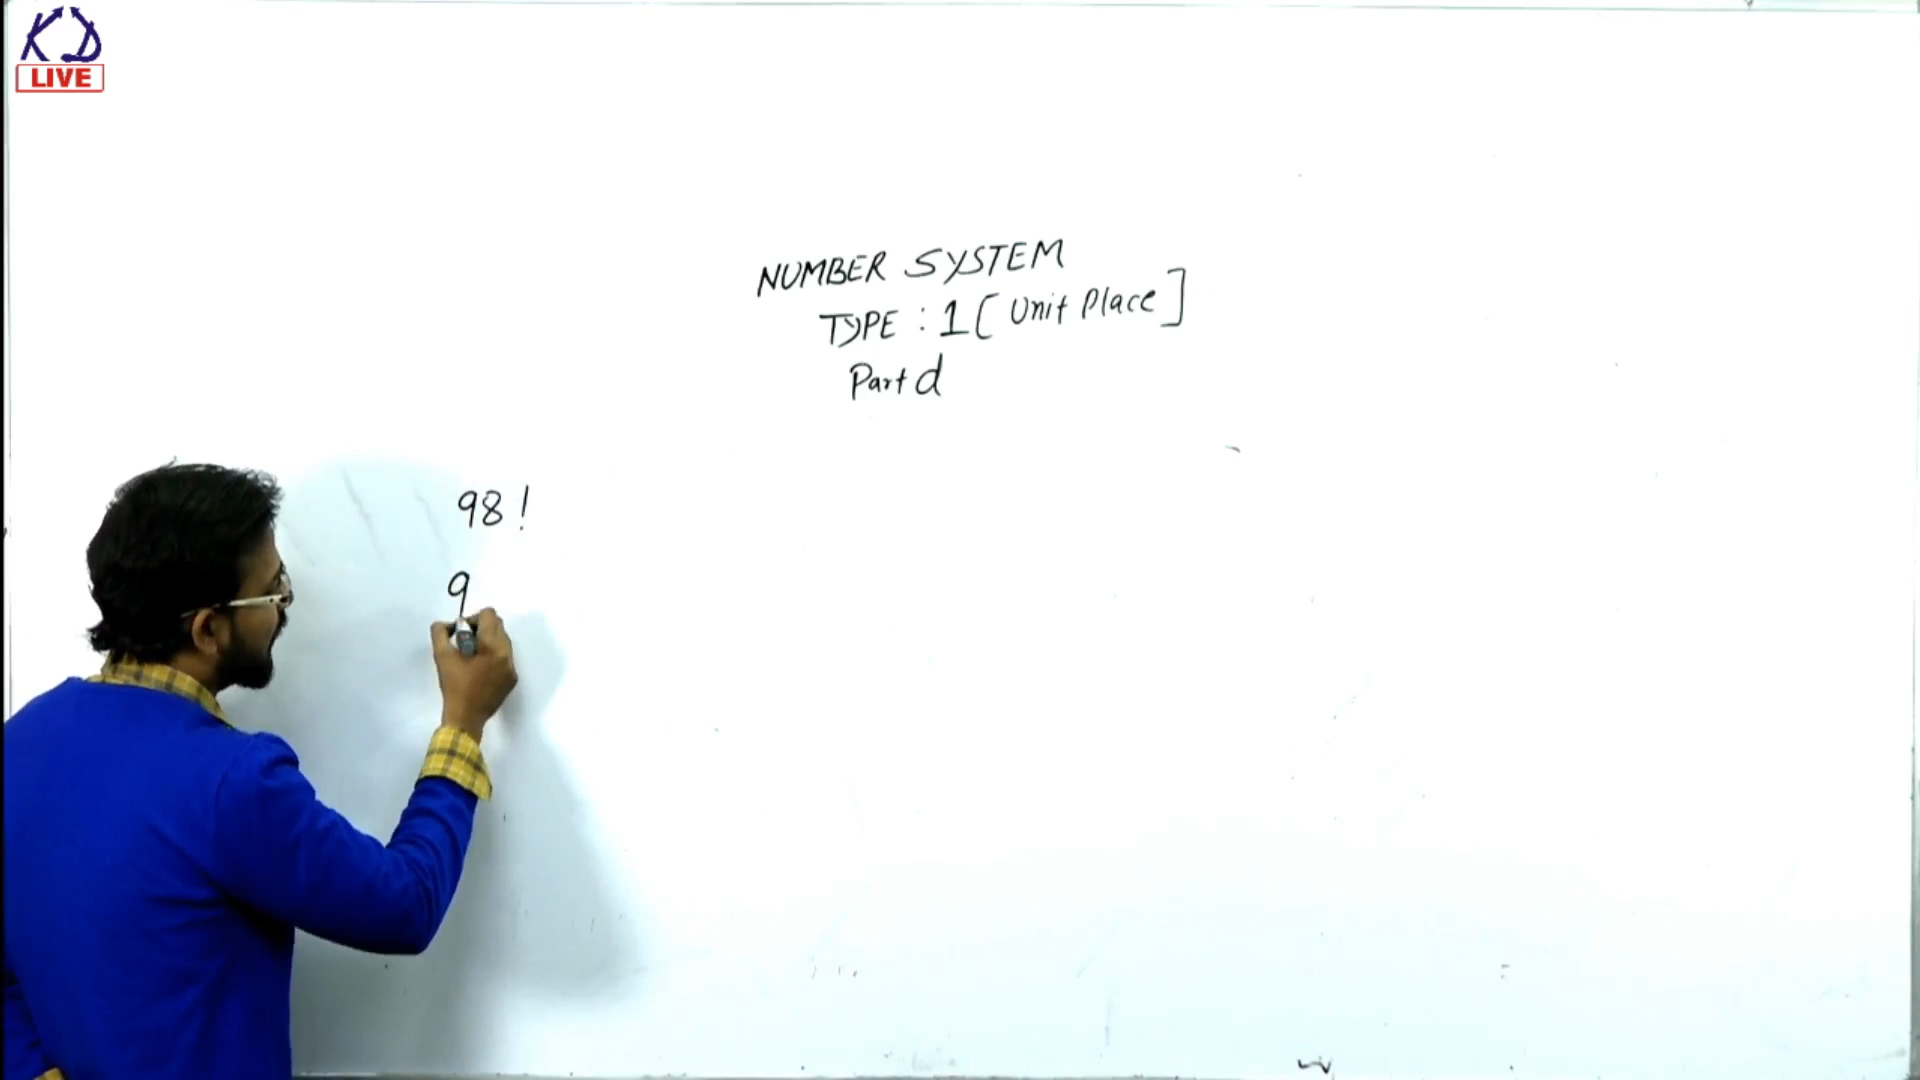 KD
LIVE
NUMBER SYSTEM
TYPE : 1 [ Unit Place ]
Part d
98 !
9